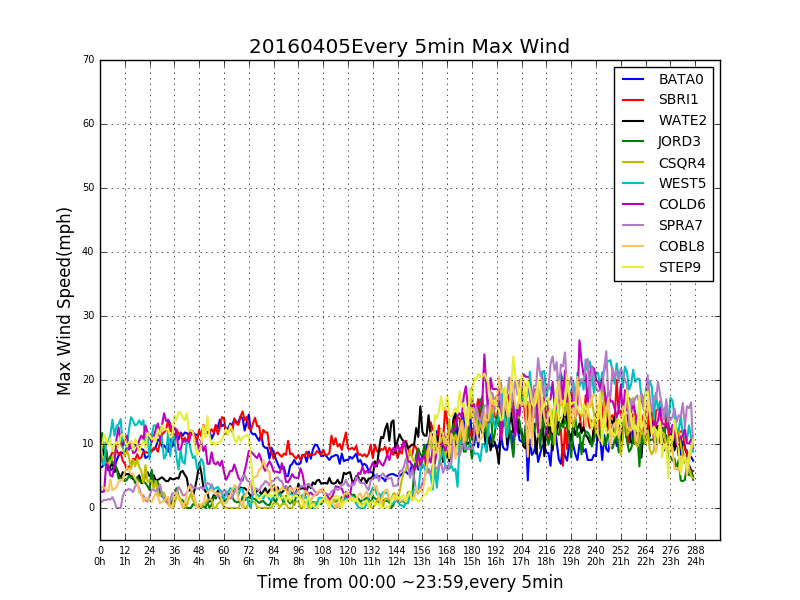 20160405Every 5min Max Wind
70
60
50
40
30
20
10
0
Max Wind Speed(mph)
BATA0
SBRI1
WATE2
JORD3
CSQR4
WEST5
COLD6
SPRA7
COBL8
STEP9
0 12 24 36 48 60 72 84 96 108 120 132 144 156 168 180 192 204 216 228 240 252 264 276 288
0h 1h 2h 3h 4h 5h 6h 7h 8h 9h 10h 11h 12h 13h 14h 15h 16h 17h 18h 19h 20h 21h 22h 23h 24h
Time from 00:00 ~23:59,every 5min